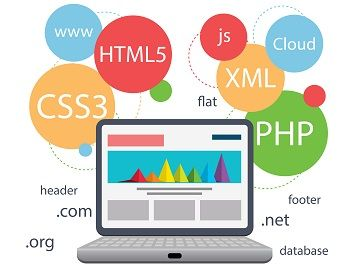 www
HTML5
js
Cloud
XML
CSS3
flat
PHP
header
footer
.com
.net
.org
database